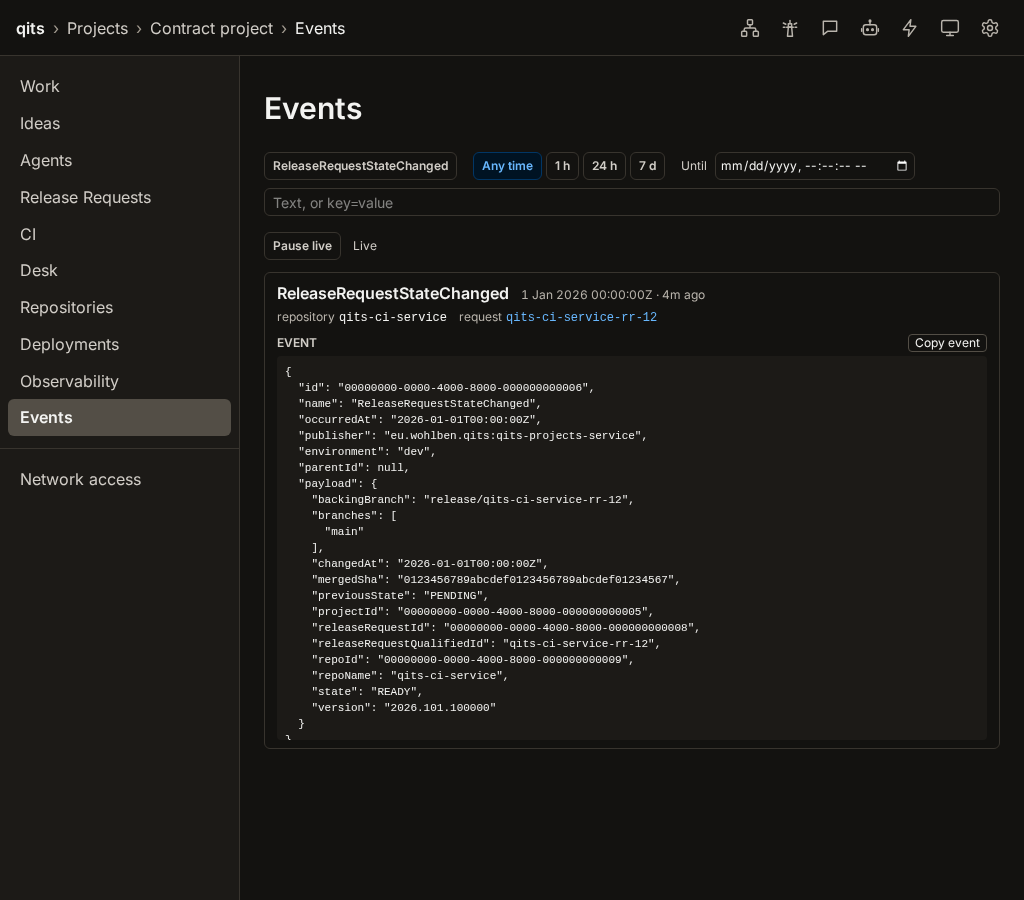 qits › Projects › Contract project › Events
Work
Ideas
Agents
Release Requests
CI
Desk
Repositories
Deployments
Observability
Events
Network access
Events
ReleaseRequestStateChanged Any time 1 h 24 h 7 d Until mm/dd/yyyy, --:--:-- --
Text, or key=value
Pause live Live
ReleaseRequestStateChanged 1 Jan 2026 00:00:00Z · 4m ago
repository qits-ci-service request qits-ci-service-rr-12
EVENT Copy event
{
  "id": "00000000-0000-4000-8000-000000000006",
  "name": "ReleaseRequestStateChanged",
  "occurredAt": "2026-01-01T00:00:00Z",
  "publisher": "eu.wohlben.qits:qits-projects-service",
  "environment": "dev",
  "parentId": null,
  "payload": {
    "backingBranch": "release/qits-ci-service-rr-12",
    "branches": [
      "main"
    ],
    "changedAt": "2026-01-01T00:00:00Z",
    "mergedSha": "0123456789abcdef0123456789abcdef01234567",
    "previousState": "PENDING",
    "projectId": "00000000-0000-4000-8000-000000000005",
    "releaseRequestId": "00000000-0000-4000-8000-000000000008",
    "releaseRequestQualifiedId": "qits-ci-service-rr-12",
    "repoId": "00000000-0000-4000-8000-000000000009",
    "repoName": "qits-ci-service",
    "state": "READY",
    "version": "2026.101.100000"
  }
}